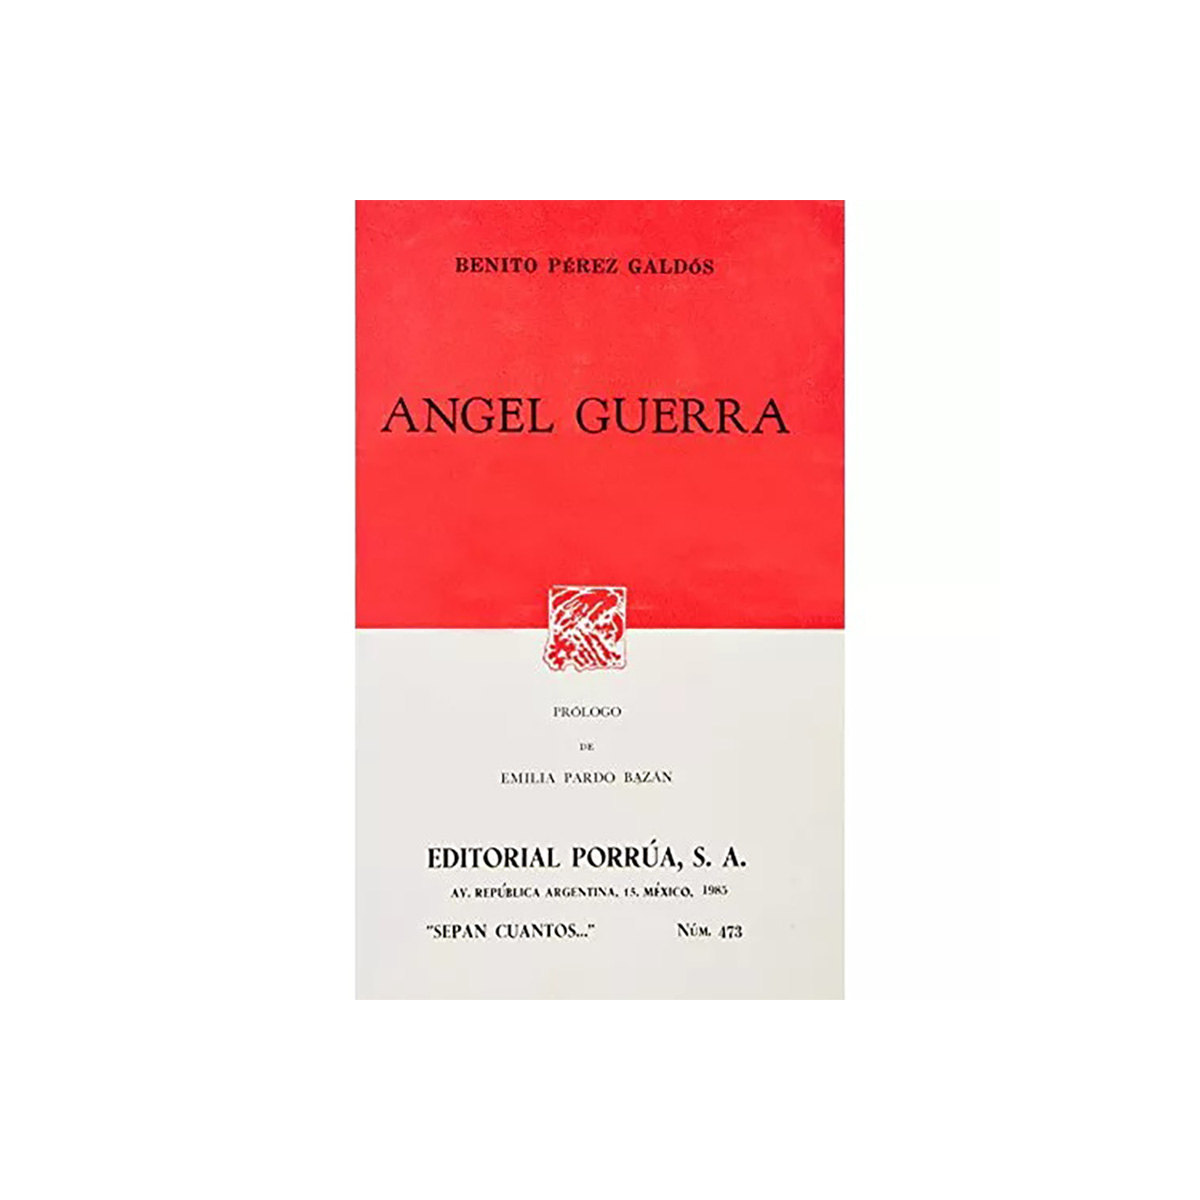 BENITO PÉREZ GALDÓS
ANGEL GUERRA
PRÓLOGO
DE
EMILIA PARDO BAZÁN
EDITORIAL PORRÚA, S. A.
AV. REPÚBLICA ARGENTINA, 15. MÉXICO, 1985
"SEPAN CUANTOS..." NÚM. 473